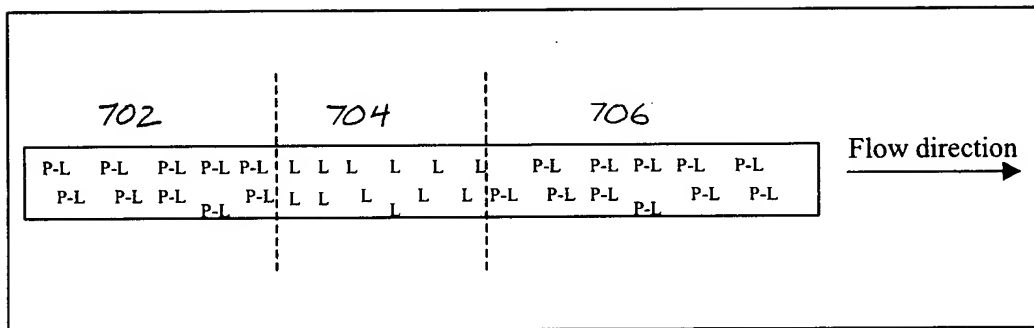 702 704 706
Flow direction
P-L P-L P-L P-L P-L L L L L L L P-L P-L P-L P-L P-L
P-L P-L P-L P-L P-L L L L L L L P-L P-L P-L P-L P-L P-L P-L